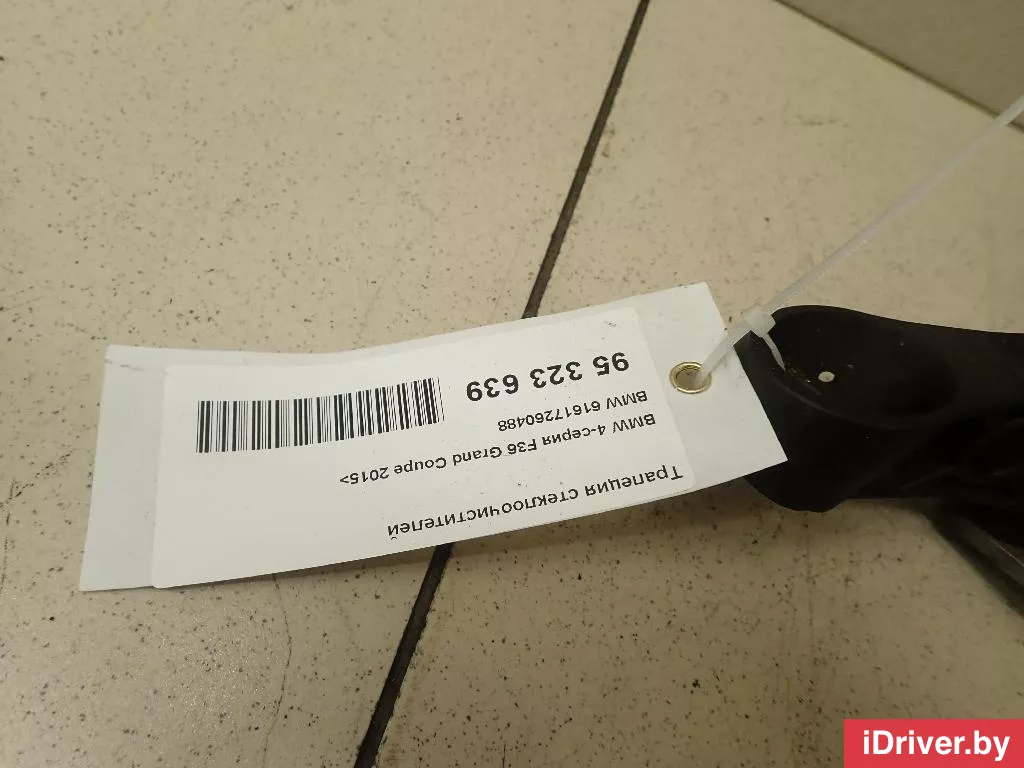 Трапеция стеклоочистителей
BMW 4-серия F36 Grand Coupe 2015>
BMW 61617260488
95 323 639
iDriver.by